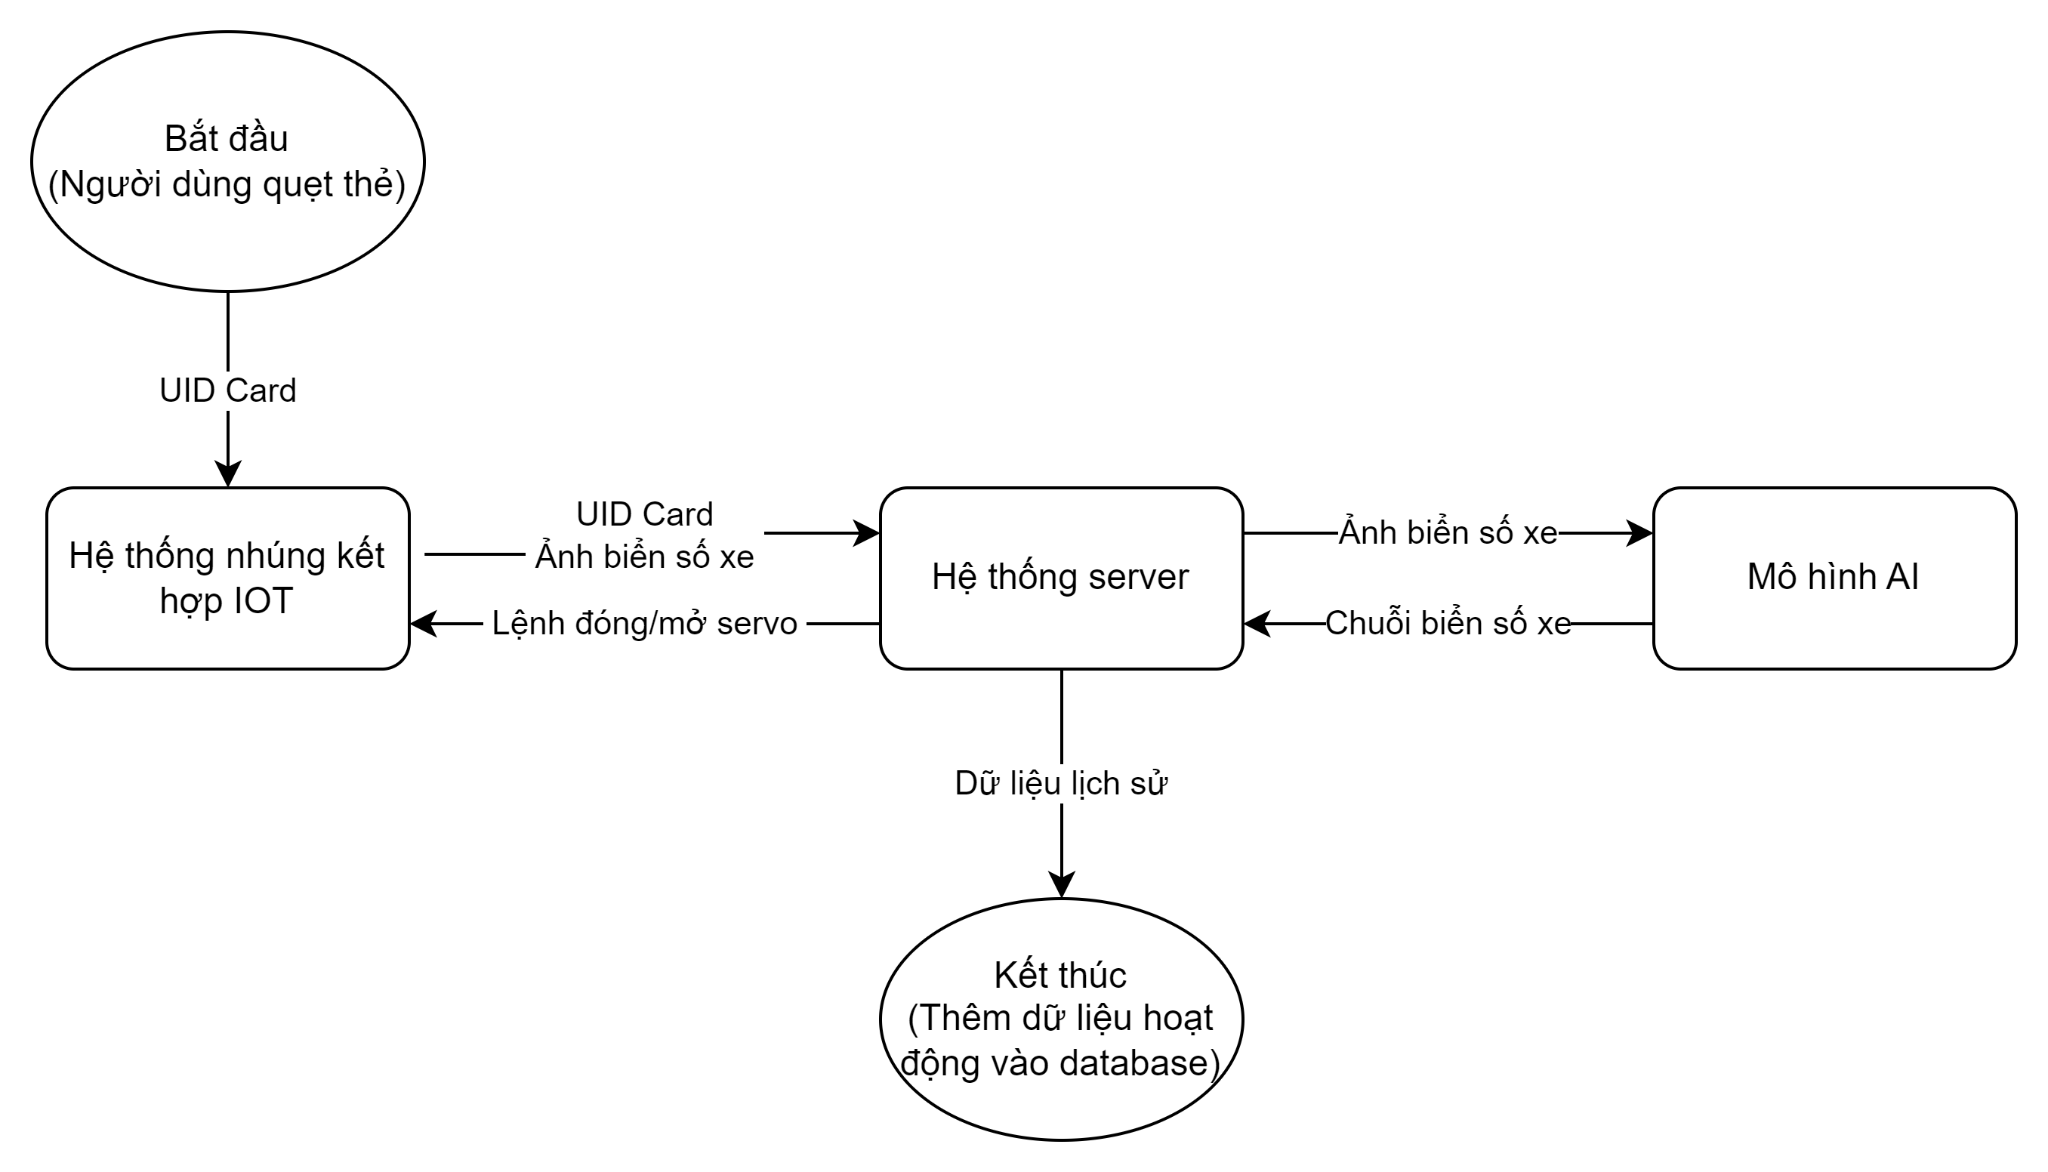 Bắt đầu
(Người dùng quẹt thẻ)
UID Card
Hệ thống nhúng kết
hợp IOT
UID Card
Ảnh biển số xe
Lệnh đóng/mở servo
Hệ thống server
Ảnh biển số xe
Chuỗi biển số xe
Mô hình AI
Dữ liệu lịch sử
Kết thúc
(Thêm dữ liệu hoạt
động vào database)